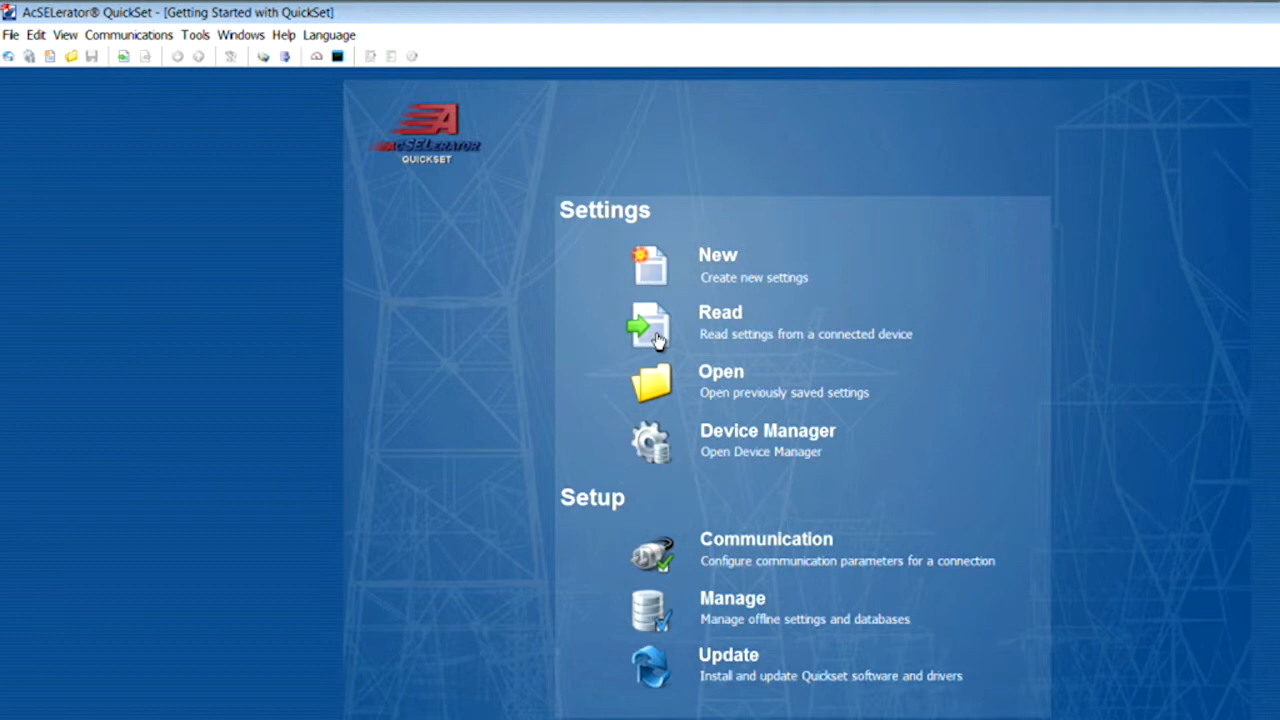 AcSELerator® QuickSet - [Getting Started with QuickSet]
File Edit View Communications Tools Windows Help Language
A
ACSELERATOR
QUICKSET
Settings
New
Create new settings
Read
Read settings from a connected device
Open
Open previously saved settings
Device Manager
Open Device Manager
Setup
Communication
Configure communication parameters for a connection
Manage
Manage offline settings and databases
Update
Install and update Quickset software and drivers